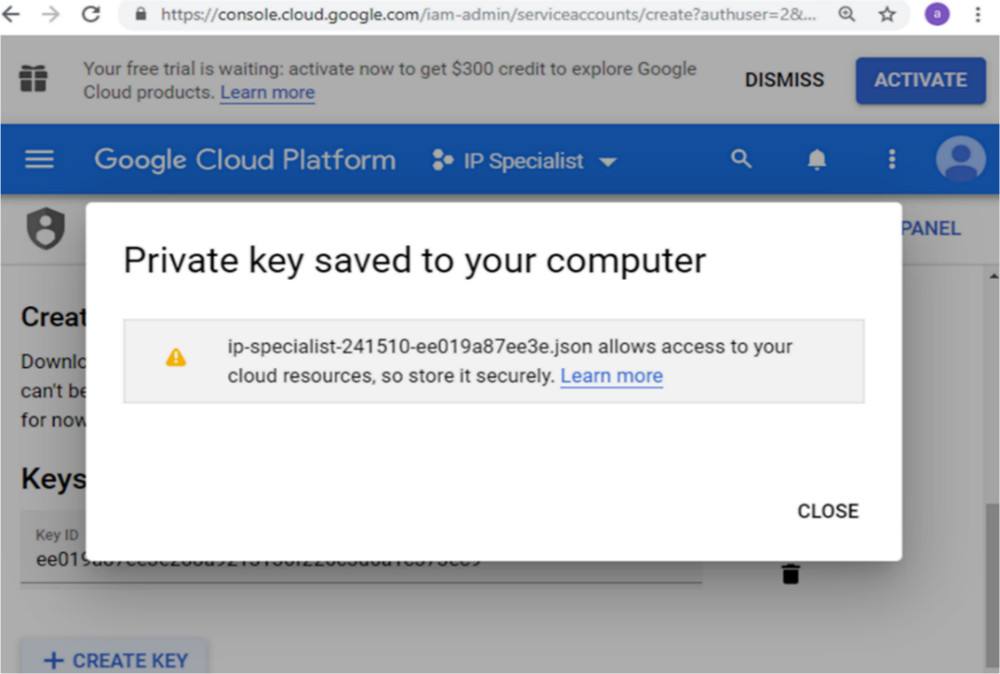 https://console.cloud.google.com/iam-admin/serviceaccounts/create?authuser=2&...
a
Your free trial is waiting: activate now to get $300 credit to explore Google
Cloud products. Learn more
DISMISS
ACTIVATE
Google Cloud Platform
IP Specialist
PANEL
Private key saved to your computer
ip-specialist-241510-ee019a87ee3e.json allows access to your
cloud resources, so store it securely. Learn more
CLOSE
Creat
Downlo
can't be
for now
Keys
Key ID
+ CREATE KEY